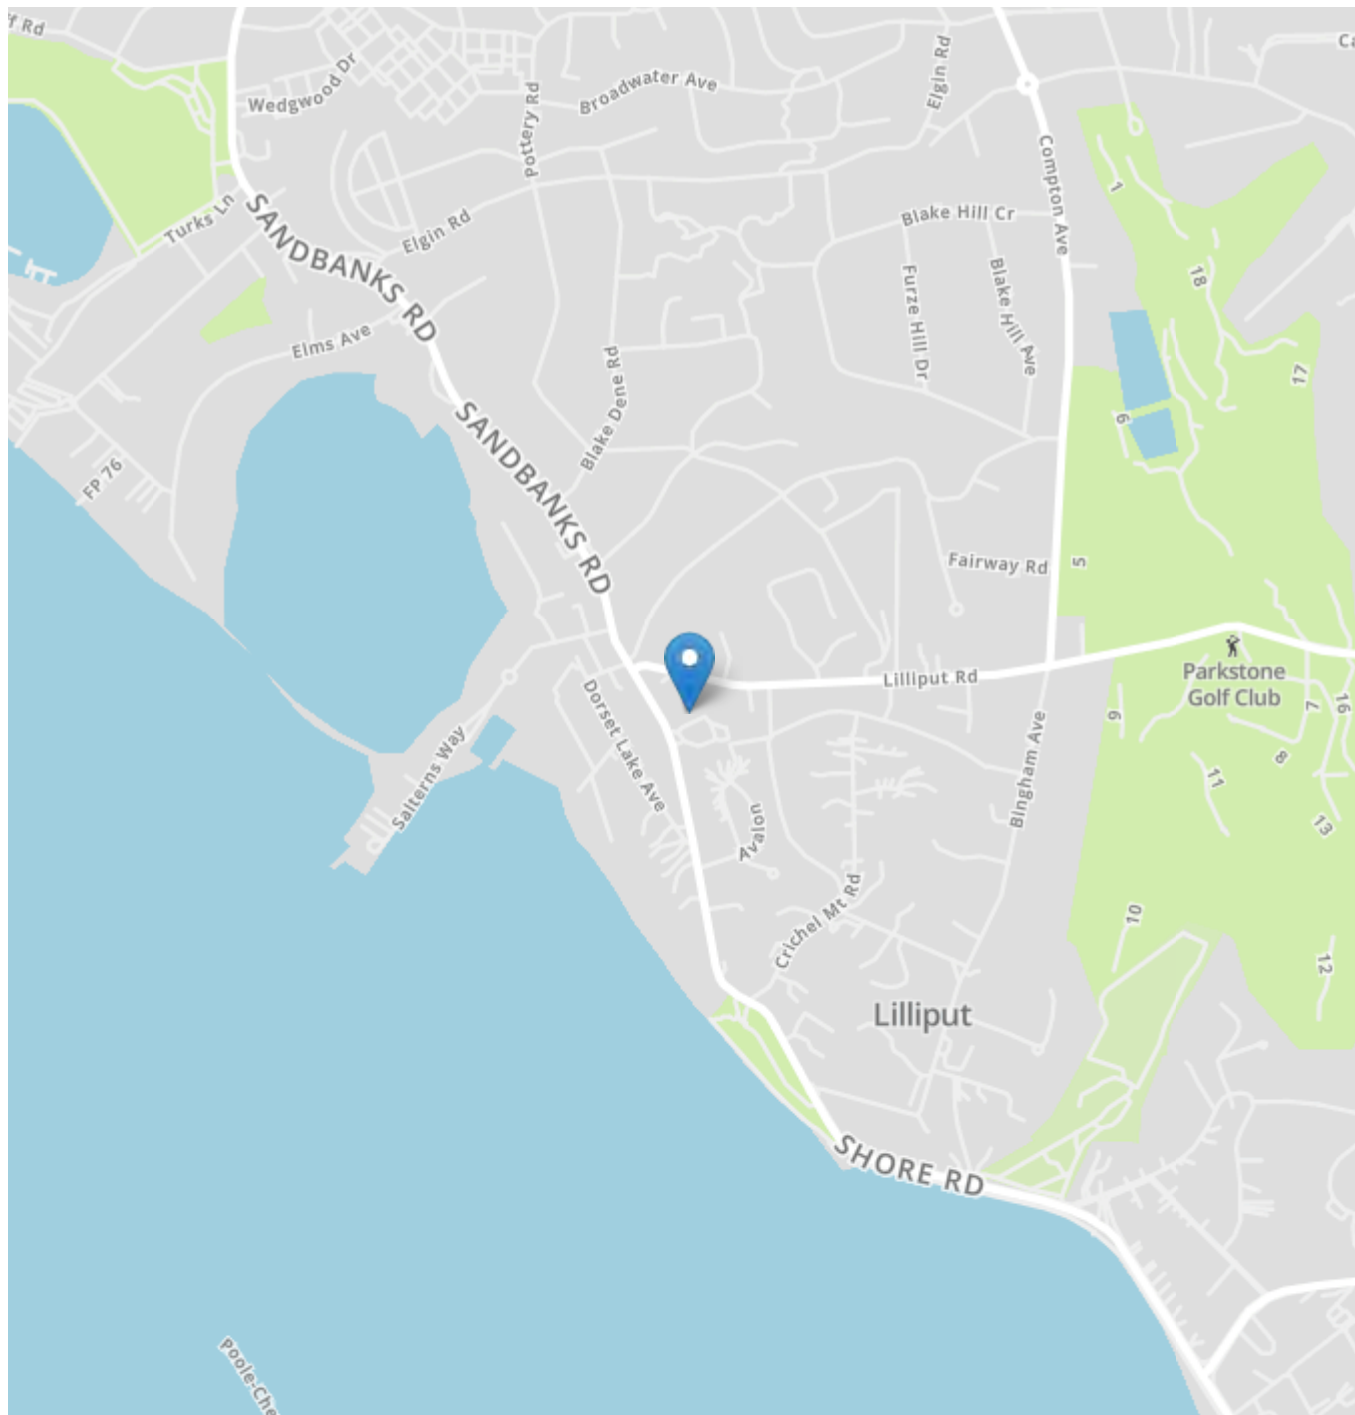 f Rd
Wedgwood Dr
Pottery Rd
Broadwater Ave
Elgin Rd
Ca
Compton Ave
1
Turks Ln
SANDBANKS RD
Elgin Rd
Blake Hill Cr
18
Furze Hill Dr
Blake Hill Ave
Elms Ave
17
Blake Dene Rd
6
SANDBANKS RD
FP 76
Fairway Rd
5
Lilliput Rd
Parkstone
Golf Club
9
7
16
8
11
13
Dorset Lake Ave
Salterns Way
Bingham Ave
Avalon
Crichel Mt Rd
10
12
Lilliput
SHORE RD
Poole-Che